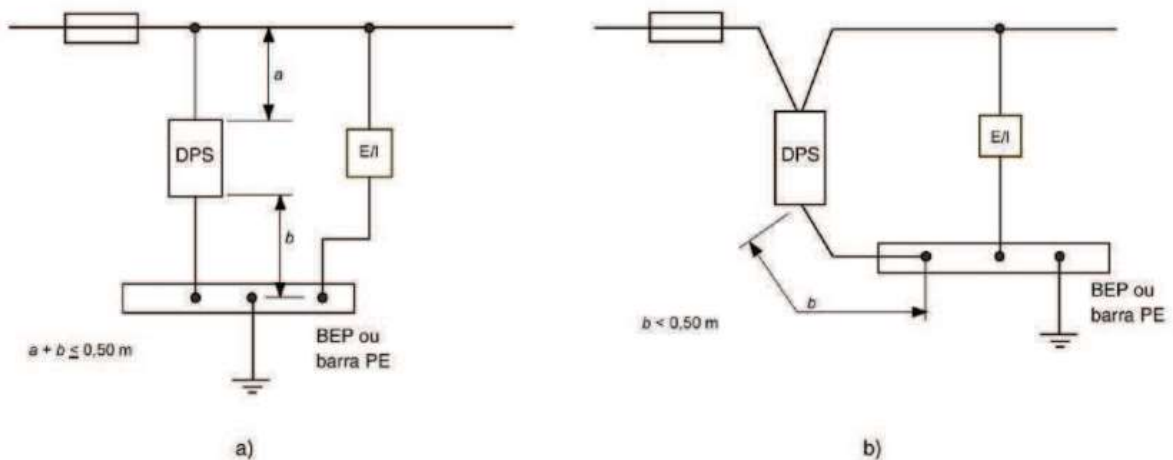 a
DPS
E/I
b
BEP ou
barra PE
a + b ≤ 0,50 m
a)
DPS
E/I
b
b < 0,50 m
BEP ou
barra PE
b)